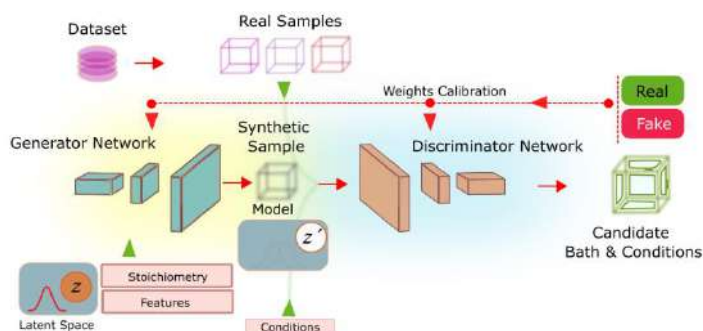 Dataset
Real Samples
Weights Calibration
Real
Fake
Generator Network
Synthetic
Sample
Discriminator Network
Model
z´
Candidate
Bath & Conditions
z
Stoichiometry
Features
Latent Space
Conditions